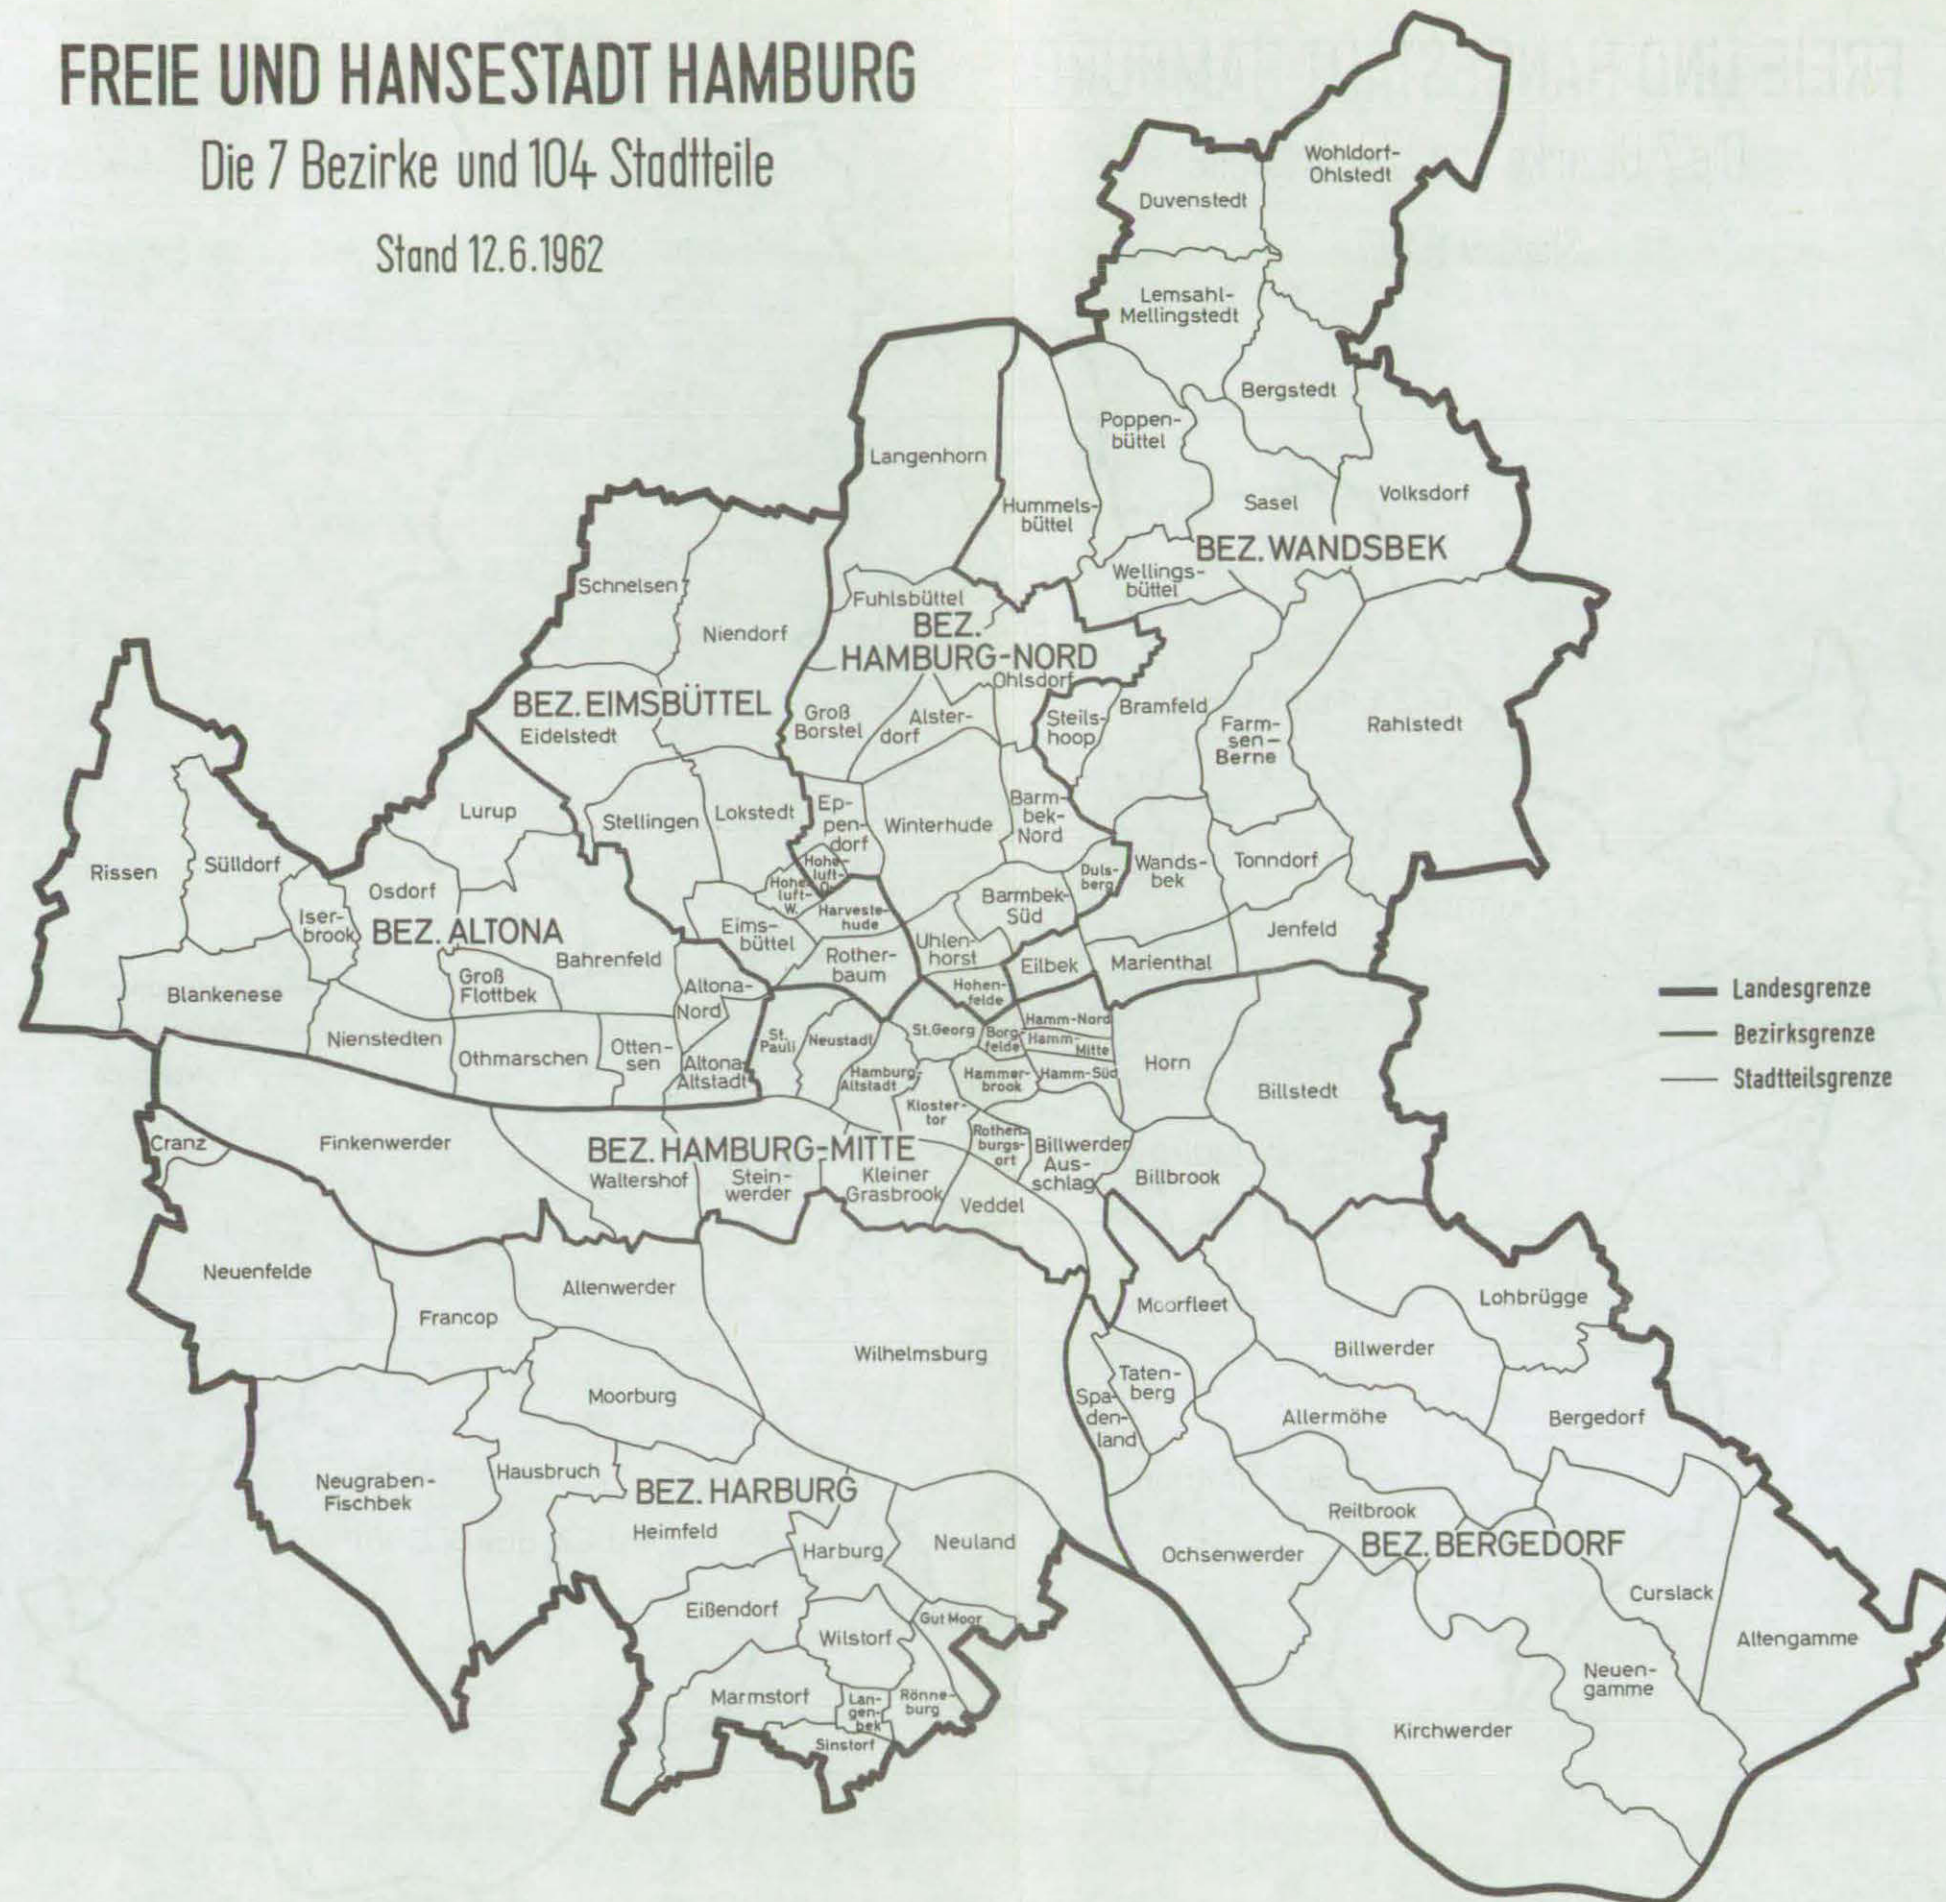 FREIE UND HANSESTADT HAMBURG
Die 7 Bezirke und 104 Stadtteile
Stand 12.6.1962
Wohldorf-
Ohlstedt
Duvenstedt
Lemsahl-
Mellingstedt
Bergstedt
Poppen-
büttel
Langenhorn
Hummels-
büttel
Sasel
Volksdorf
BEZ. WANDSBEK
Wellings-
büttel
Schnelsen
Niendorf
Fuhlsbüttel
BEZ.
HAMBURG-NORD
Ohlsdorf
BEZ. EIMSBÜTTEL
Eidelstedt
Groß
Borstel
Alster-
dorf
Steils-
hoop
Bramfeld
Farm-
sen-
Berne
Rahlstedt
Lurup
Stellingen
Lokstedt
Ep-
pen-
dorf
Winterhude
Barm-
bek-
Nord
Rissen
Sülldorf
Osdorf
Hohe-
luft-
O.
Hohe-
luft-
W.
Duls-
berg
Wands-
bek
Tonndorf
Iser-
brook
BEZ. ALTONA
Bahrenfeld
Eims-
büttel
Harveste-
hude
Barmbek-
Süd
Jenfeld
Rother-
baum
Uhlen-
horst
Eilbek
Marienthal
Blankenese
Groß
Flottbek
Altona-
Nord
Hohen-
felde
Landesgrenze
Bezirksgrenze
Stadtteilsgrenze
Nienstedten
Othmarschen
Otten-
sen
Altona-
Altstadt
St.
Pauli
Neustadt
St.Georg
Borg-
felde
Hamm-Nord
Hamm-
Mitte
Hamm-Süd
Horn
Billstedt
Hamburg-
Altstadt
Hammer-
brook
Kloster-
tor
Cranz
Finkenwerder
BEZ. HAMBURG-MITTE
Waltershof
Stein-
werder
Kleiner
Grasbrook
Rothen-
burgs-
ort
Billwerder
Aus-
schlag
Billbrook
Veddel
Neuenfelde
Francop
Altenwerder
Moorfleet
Lohbrügge
Wilhelmsburg
Billwerder
Moorburg
Taten-
berg
Spa-
den-
land
Allermöhe
Bergedorf
Neugraben-
Fischbek
Hausbruch
BEZ. HARBURG
Heimfeld
Harburg
Neuland
Reitbrook
Ochsenwerder
BEZ. BERGEDORF
Curslack
Eißendorf
Wilstorf
Gut Moor
Altengamme
Neuen-
gamme
Marmstorf
Lan-
gen-
bek
Rönne-
burg
Sinstorf
Kirchwerder